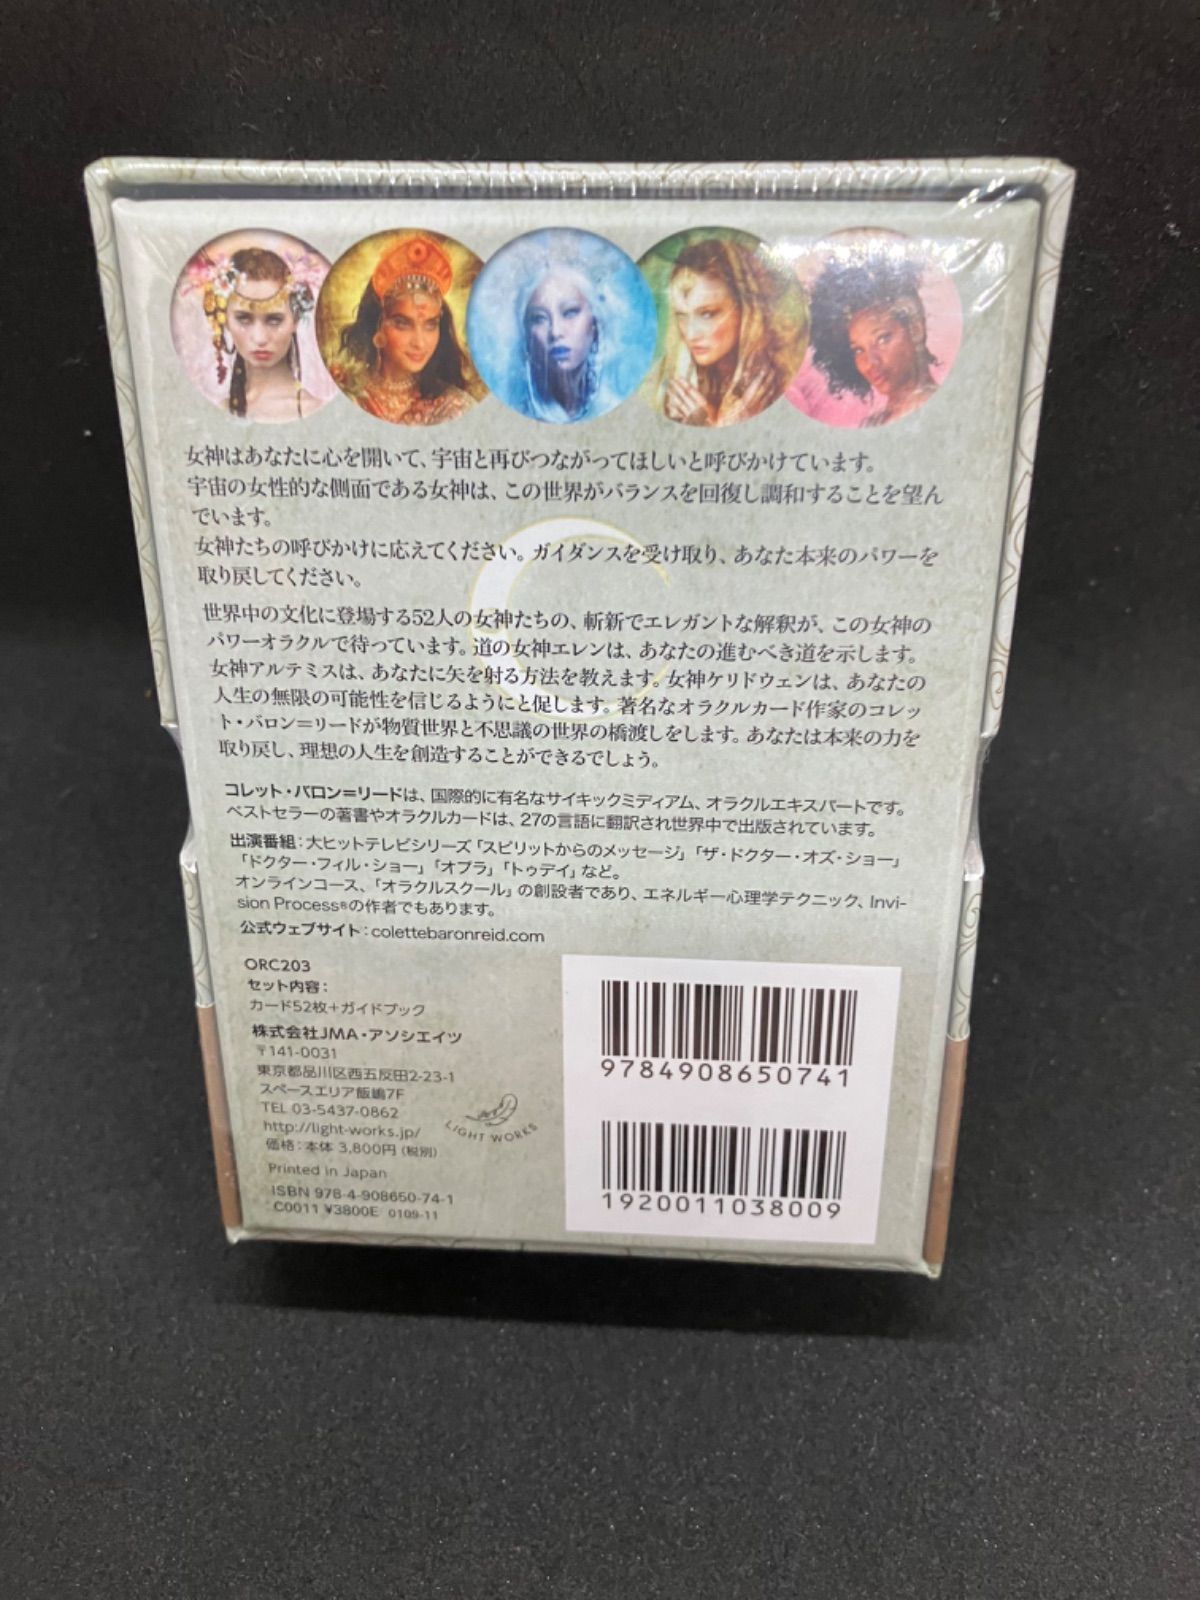 女神はあなたに心を開いて、宇宙と再びつながってほしいと呼びかけています。
宇宙の女性的な側面である女神は、この世界がバランスを回復し調和することを望ん
でいます。
女神たちの呼びかけに応えてください。ガイダンスを受け取り、あなた本来のパワーを
取り戻してください。
世界中の文化に登場する52人の女神たちの、斬新でエレガントな解釈が、この女神の
パワーオラクルで待っています。道の女神エレンは、あなたの進むべき道を示します。
女神アルテミスは、あなたに矢を射る方法を教えます。女神ケリドウェンは、あなたの
人生の無限の可能性を信じるようにと促します。著名なオラクルカード作家のコレッ
ト・バロン＝リードが物質世界と不思議の世界の橋渡しをします。あなたは本来の力を
取り戻し、理想の人生を創造することができるでしょう。
コレット・バロン＝リードは、国際的に有名なサイキックミディアム、オラクルエキスパートです。
ベストセラーの著書やオラクルカードは、27の言語に翻訳され世界中で出版されています。
出演番組：大ヒットテレビシリーズ「スピリットからのメッセージ」「ザ・ドクター・オズ・ショー」
「ドクター・フィル・ショー」「オプラ」「トゥデイ」など。
オンラインコース、「オラクルスクール」の創設者であり、エネルギー心理学テクニック、Invi-
sion Process®の作者でもあります。
公式ウェブサイト：colettebaronreid.com
ORC203
セット内容：
カード52枚＋ガイドブック
株式会社JMA・アソシエイツ
〒141-0031
東京都品川区西五反田2-23-1
スペースエリア飯嶋7F
TEL 03-5437-0862
http://light-works.jp/
価格：本体 3,800円（税別）
Printed in Japan
ISBN 978-4-908650-74-1
C0011 ¥3800E 0109-11
LIGHT WORKS
9784908650741
1920011038009